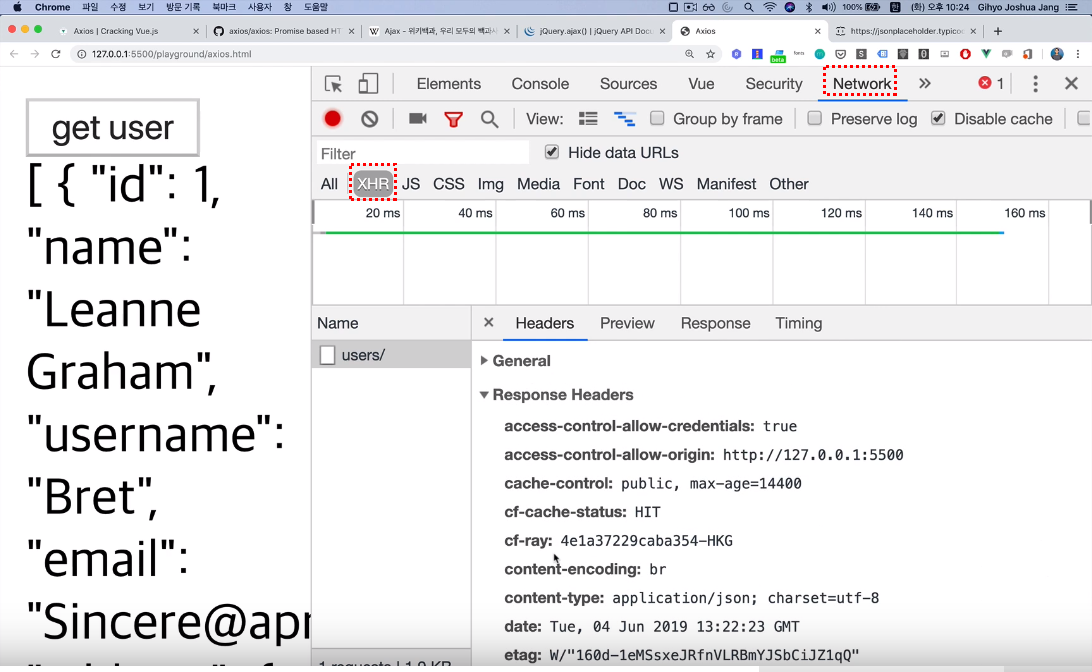 Chrome 파일 수정 보기 방문 기록 북마크 사용자 창 도움말 100% (화) 오후 10:24 Gihyo Joshua Jang
Axios | Cracking Vue.js axios/axios: Promise based HT Ajax - 위키백과, 우리 모두의 백과사 jQuery.ajax() | jQuery API Docu Axios https://jsonplaceholder.typicod
127.0.0.1:5500/playground/axios.html
Elements Console Sources Vue Security Network 1
View: Group by frame Preserve log Disable cache
Filter Hide data URLs
All XHR JS CSS Img Media Font Doc WS Manifest Other
20 ms 40 ms 60 ms 80 ms 100 ms 120 ms 140 ms 160 ms
get user
[ { "id": 1,
"name":
"Leanne
Graham",
"username":
"Bret",
"email":
"Sincere@apr
Name
users/
Headers Preview Response Timing
General
Response Headers
access-control-allow-credentials: true
access-control-allow-origin: http://127.0.0.1:5500
cache-control: public, max-age=14400
cf-cache-status: HIT
cf-ray: 4e1a37229caba354-HKG
content-encoding: br
content-type: application/json; charset=utf-8
date: Tue, 04 Jun 2019 13:22:23 GMT
etag: W/"160d-1eMSsxeJRfnVLRBmYJSbCiJZ1qQ"
1 requests | 1.9 KB